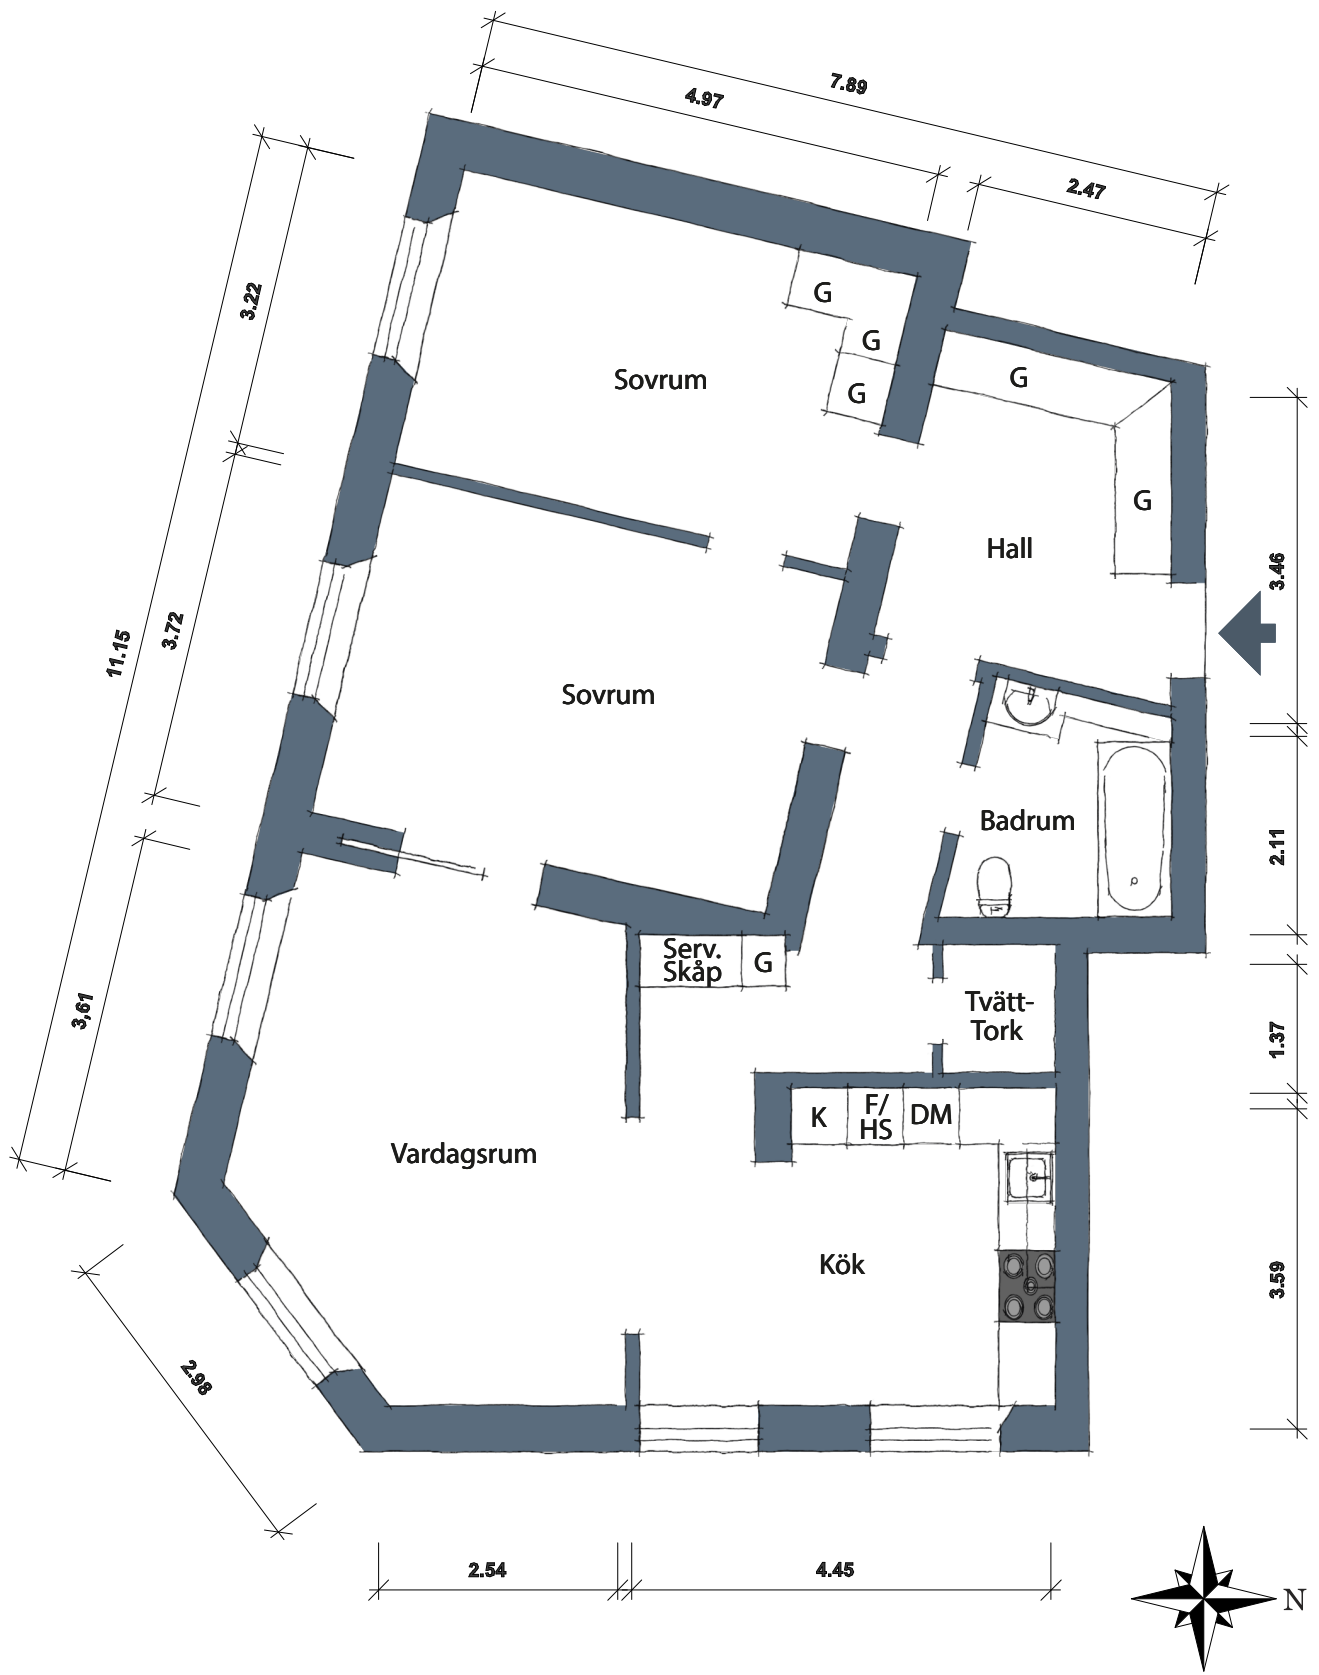 7.89
4.97
2.47
3.22
G
G
G
Sovrum
G
G
Hall
3.46
11.15
3.72
Sovrum
Badrum
2.11
Serv.
Skåp
G
3,61
Tvätt-
Tork
1.37
K
F/
HS
DM
Vardagsrum
Kök
3.59
2.98
2.54
4.45
N